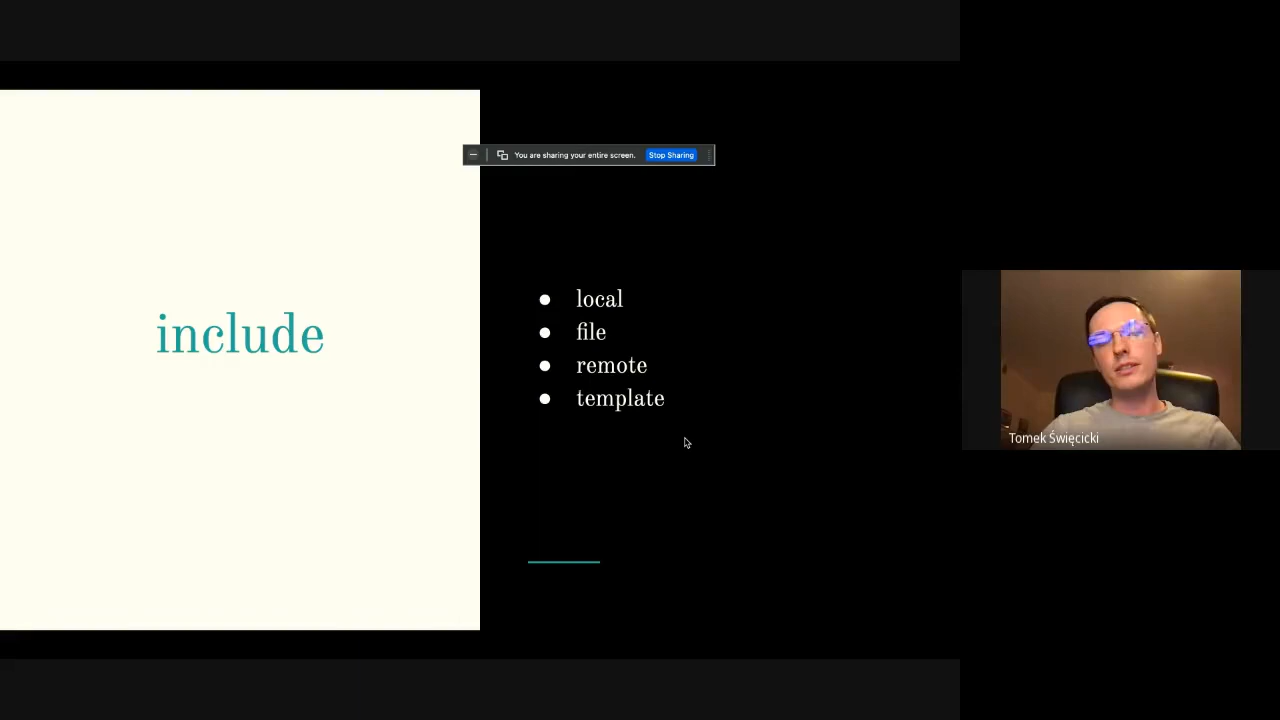 You are sharing your entire screen. Stop Sharing
include
● local
● file
● remote
● template
Tomek Święcicki